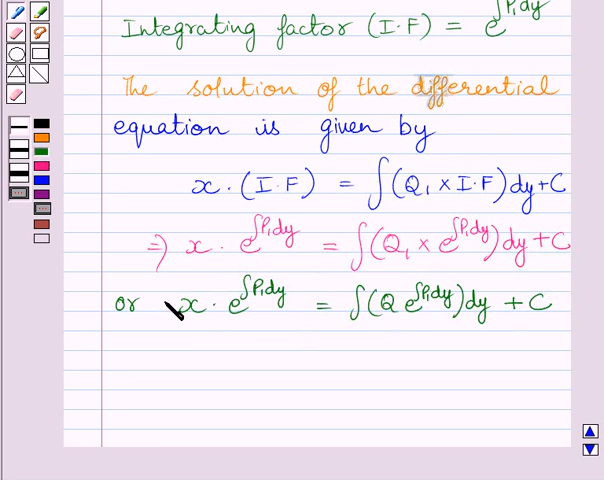 Integrating factor (I.F) = e^∫P₁dy
The solution of the differential
equation is given by
x . (I.F) = ∫(Q₁ × I.F)dy+C
⇒ x . e^∫P₁dy = ∫(Q₁ × e^∫P₁dy)dy+C
or x . e^∫P₁dy = ∫(Q e^∫P₁dy)dy + C